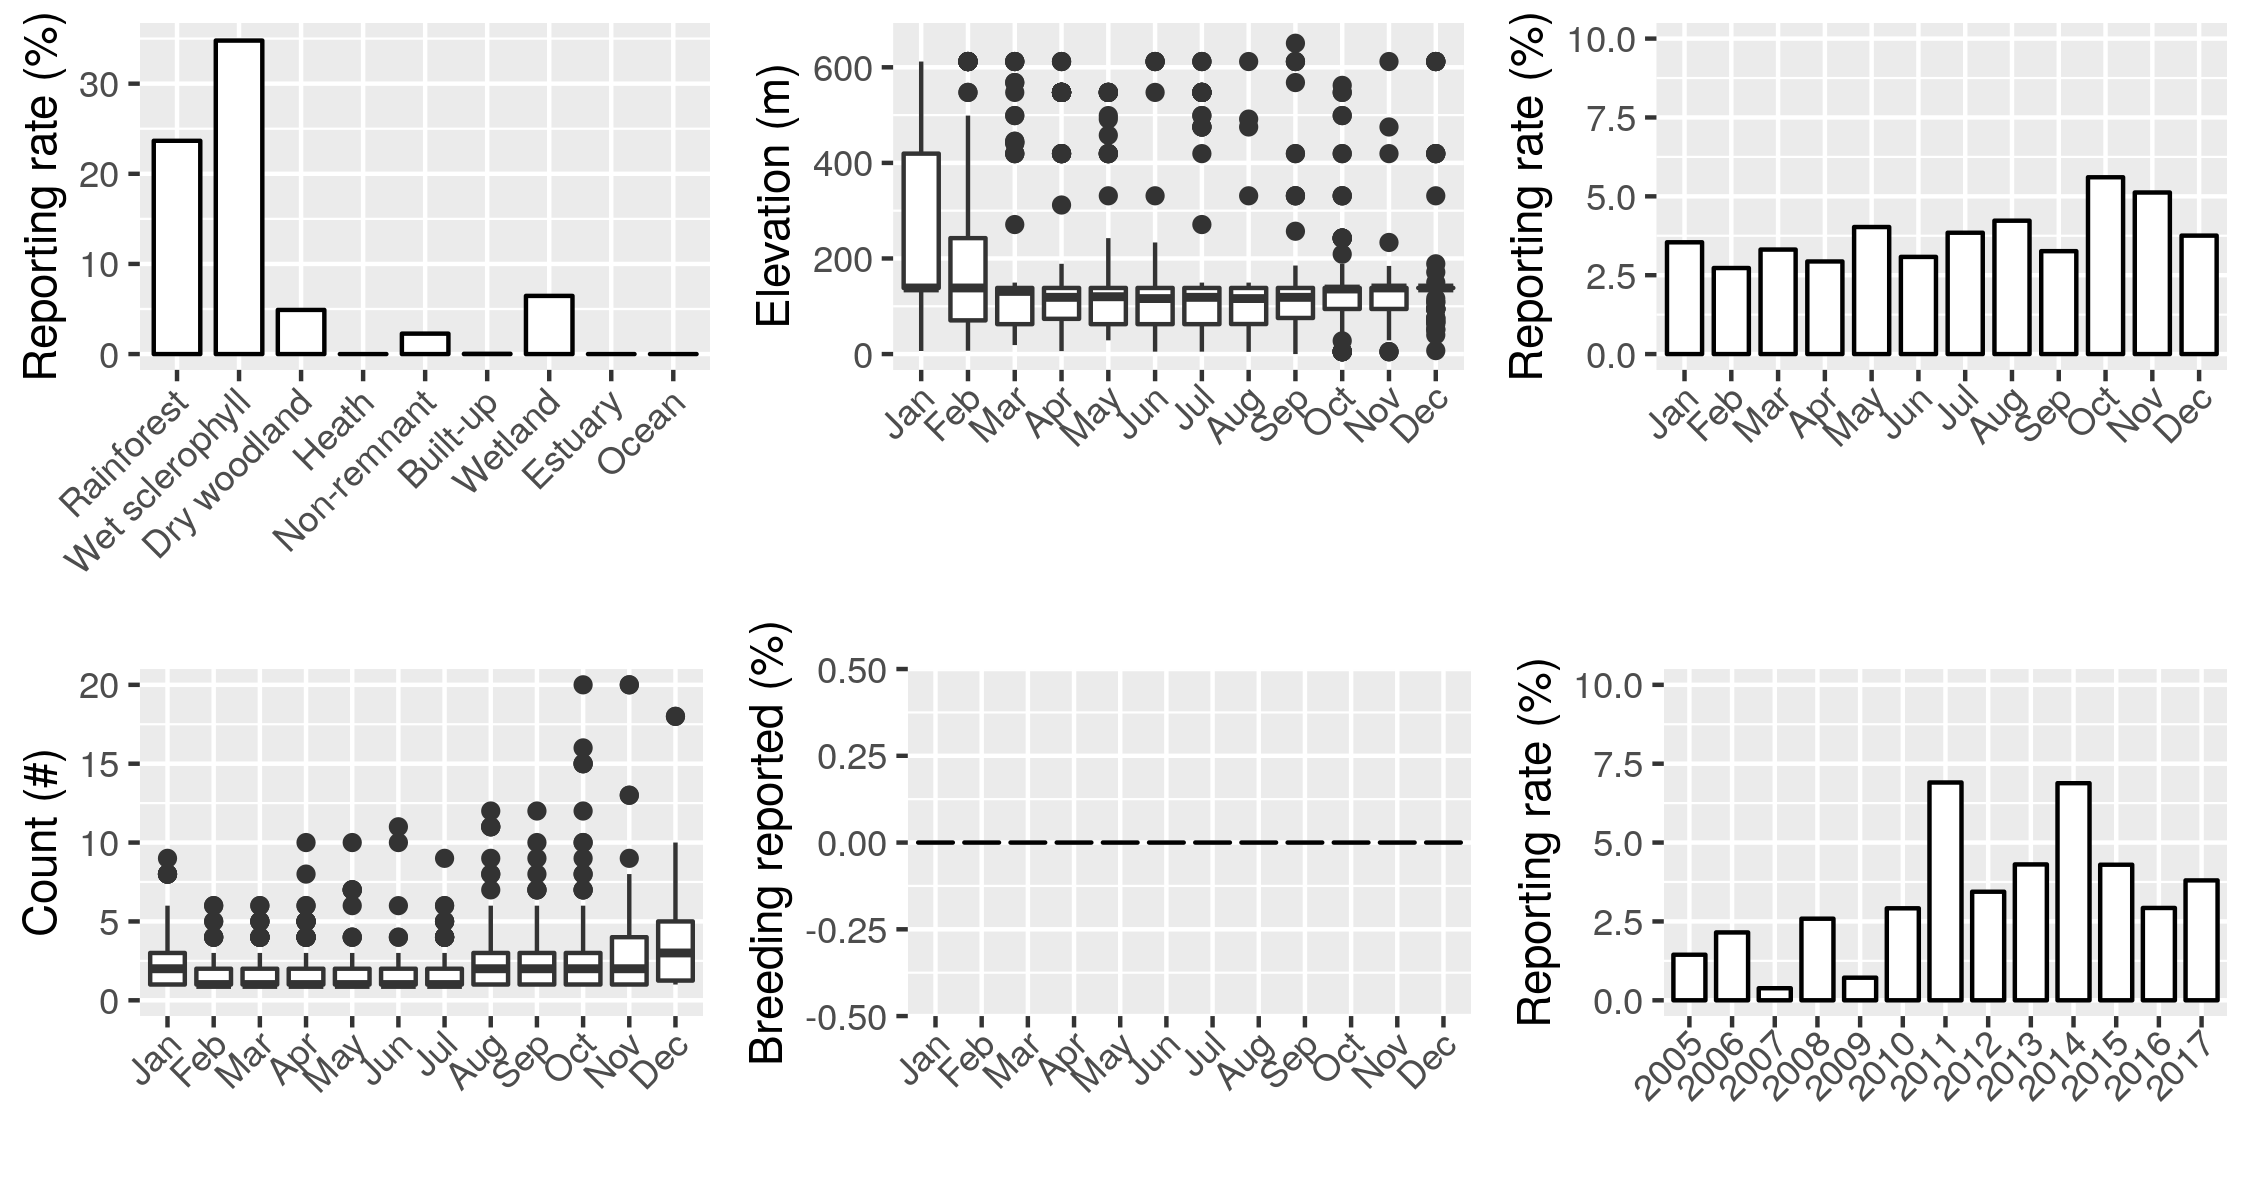 Reporting rate (%)
30
20
10
0
Rainforest
Wet sclerophyll
Dry woodland
Heath
Non-remnant
Built-up
Wetland
Estuary
Ocean
Elevation (m)
600
400
200
0
Jan
Feb
Mar
Apr
May
Jun
Jul
Aug
Sep
Oct
Nov
Dec
Reporting rate (%)
10.0
7.5
5.0
2.5
0.0
Jan
Feb
Mar
Apr
May
Jun
Jul
Aug
Sep
Oct
Nov
Dec
Count (#)
20
15
10
5
0
Jan
Feb
Mar
Apr
May
Jun
Jul
Aug
Sep
Oct
Nov
Dec
Breeding reported (%)
0.50
0.25
0.00
-0.25
-0.50
Jan
Feb
Mar
Apr
May
Jun
Jul
Aug
Sep
Oct
Nov
Dec
Reporting rate (%)
10.0
7.5
5.0
2.5
0.0
2005
2006
2007
2008
2009
2010
2011
2012
2013
2014
2015
2016
2017